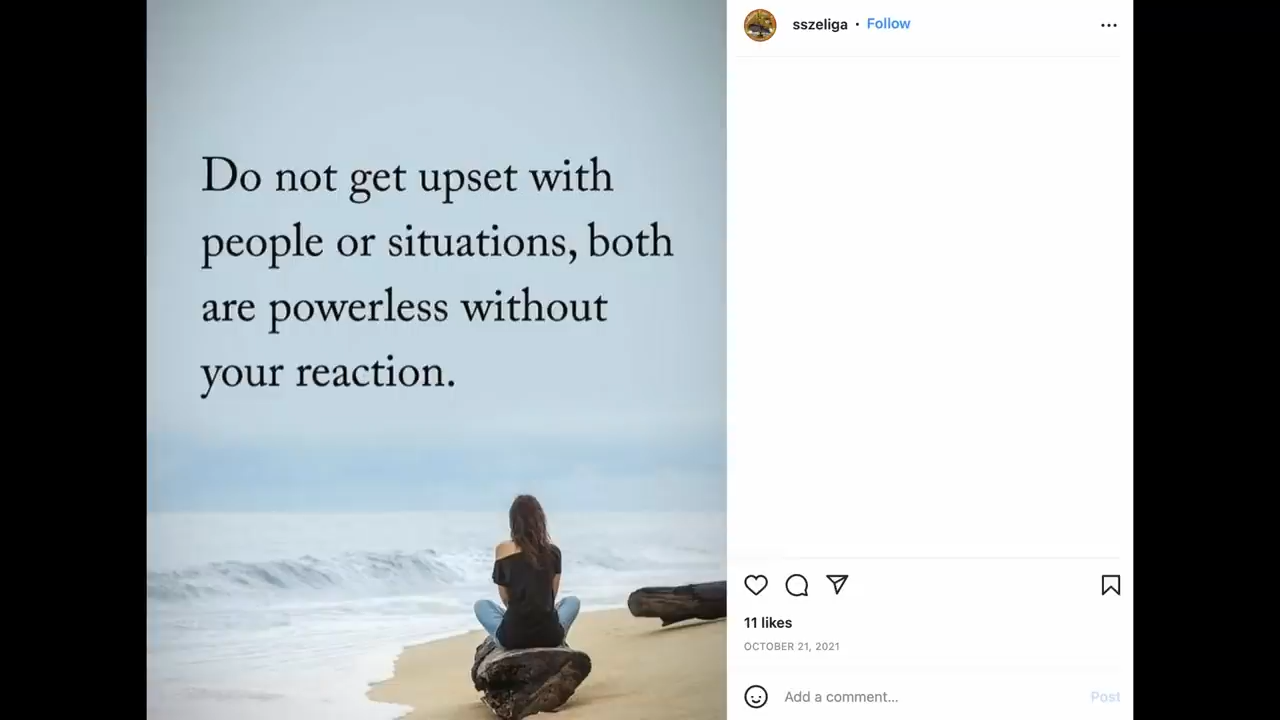 Do not get upset with
people or situations, both
are powerless without
your reaction.
sszeliga • Follow
11 likes
OCTOBER 21, 2021
Add a comment...
Post